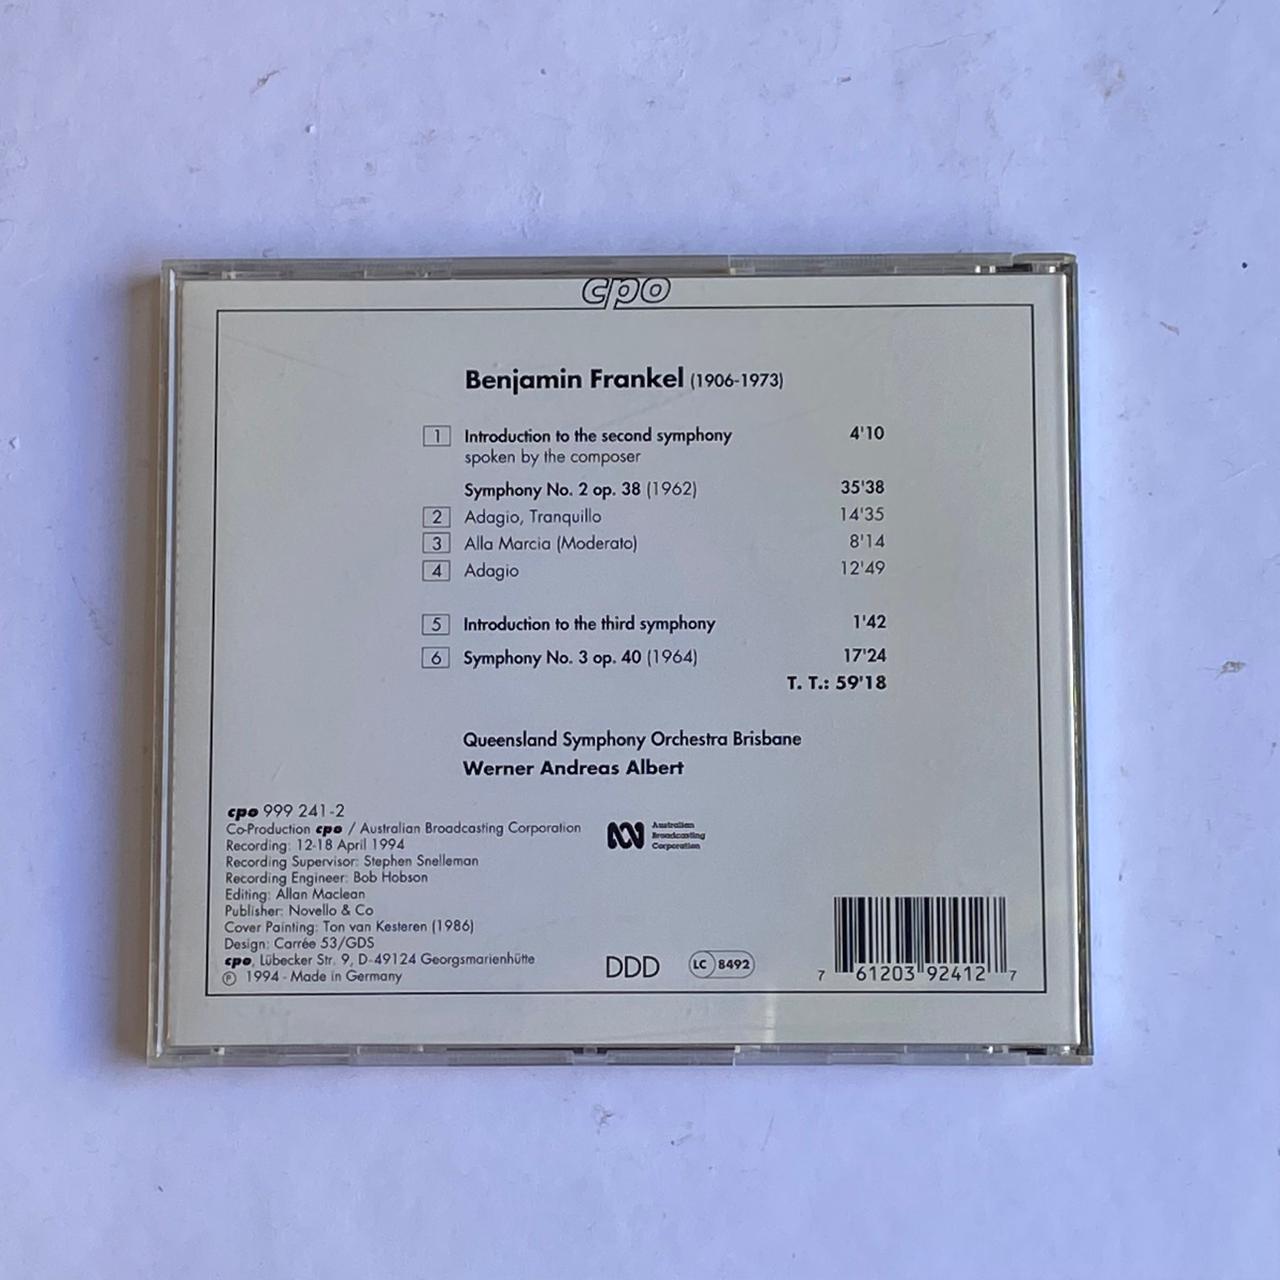 cpo
Benjamin Frankel (1906-1973)
1 Introduction to the second symphony 4'10
spoken by the composer
Symphony No. 2 op. 38 (1962) 35'38
2 Adagio, Tranquillo 14'35
3 Alla Marcia (Moderato) 8'14
4 Adagio 12'49
5 Introduction to the third symphony 1'42
6 Symphony No. 3 op. 40 (1964) 17'24
T. T.: 59'18
Queensland Symphony Orchestra Brisbane
Werner Andreas Albert
cpo 999 241-2
Co-Production cpo / Australian Broadcasting Corporation
Recording: 12-18 April 1994
Recording Supervisor: Stephen Snelleman
Recording Engineer: Bob Hobson
Editing: Allan Maclean
Publisher: Novello & Co
Cover Painting: Ton van Kesteren (1986)
Design: Carrée 53/GDS
cpo, Lübecker Str. 9, D-49124 Georgsmarienhütte
℗ 1994 - Made in Germany
Australian
Broadcasting
Corporation
DDD
LC 8492
7 61203 92412 7